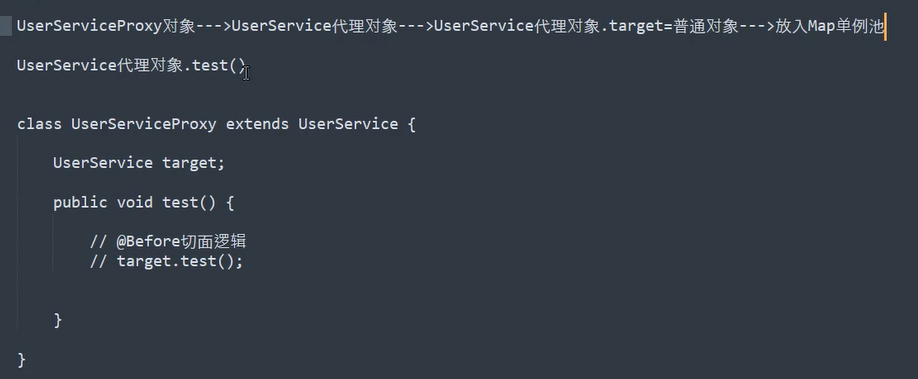 UserServiceProxy对象--->UserService代理对象--->UserService代理对象.target=普通对象--->放入Map单例池
UserService代理对象.test()
class UserServiceProxy extends UserService {
UserService target;
public void test() {
// @Before切面逻辑
// target.test();
}
}